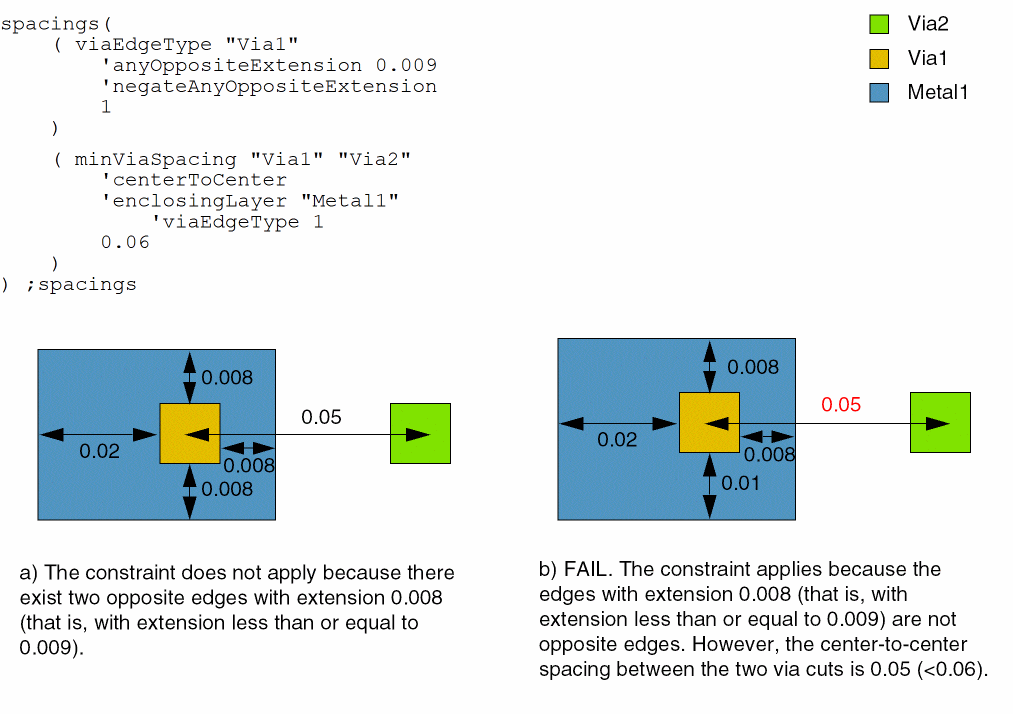 spacings(
( viaEdgeType "Via1"
'anyOppositeExtension 0.009
'negateAnyOppositeExtension
1
)
( minViaSpacing "Via1" "Via2"
'centerToCenter
'enclosingLayer "Metal1"
'viaEdgeType 1
0.06
)
) ;spacings
Via2
Via1
Metal1
0.008
0.05
0.02
0.008
0.008
0.008
0.05
0.02
0.008
0.01
a) The constraint does not apply because there
exist two opposite edges with extension 0.008
(that is, with extension less than or equal to
0.009).
b) FAIL. The constraint applies because the
edges with extension 0.008 (that is, with
extension less than or equal to 0.009) are not
opposite edges. However, the center-to-center
spacing between the two via cuts is 0.05 (<0.06).